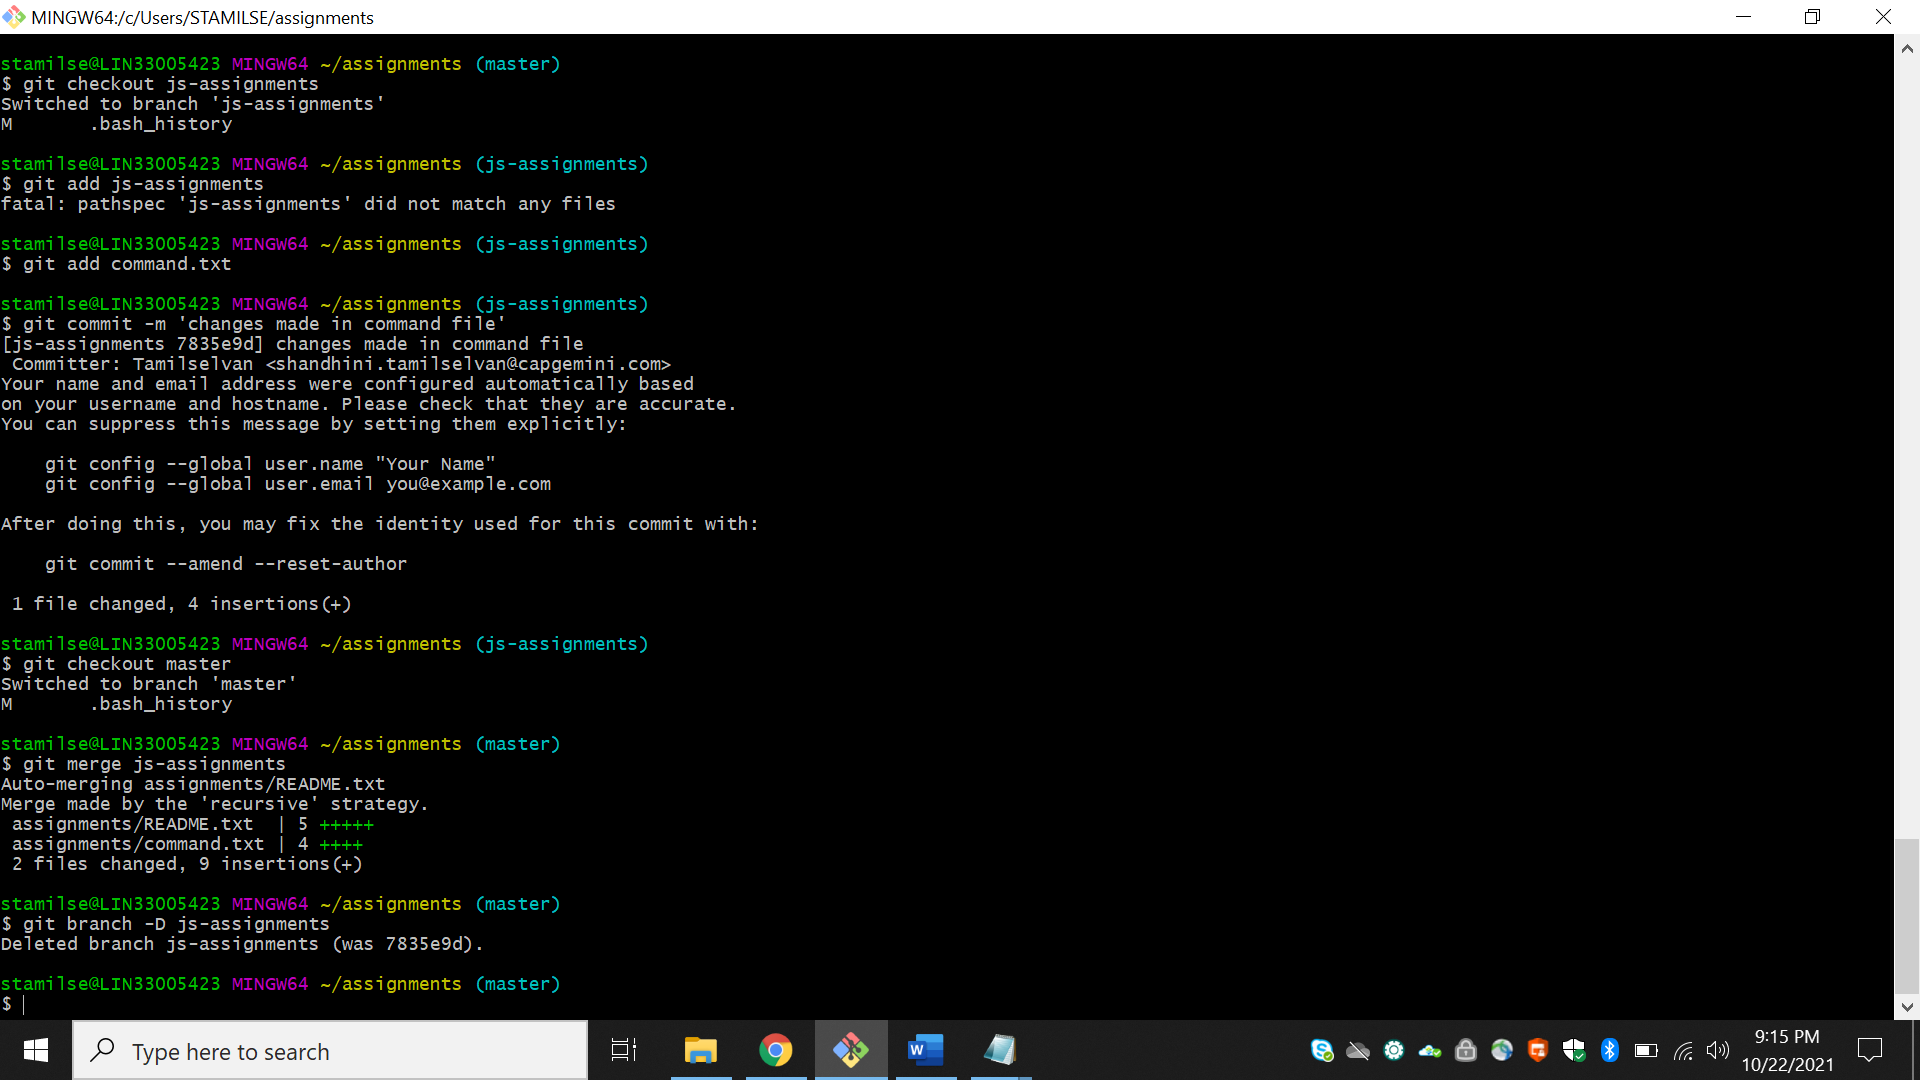 MINGW64:/c/Users/STAMILSE/assignments
stamilse@LIN33005423 MINGW64 ~/assignments (master)
$ git checkout js-assignments
Switched to branch 'js-assignments'
M       .bash_history
stamilse@LIN33005423 MINGW64 ~/assignments (js-assignments)
$ git add js-assignments
fatal: pathspec 'js-assignments' did not match any files
stamilse@LIN33005423 MINGW64 ~/assignments (js-assignments)
$ git add command.txt
stamilse@LIN33005423 MINGW64 ~/assignments (js-assignments)
$ git commit -m 'changes made in command file'
[js-assignments 7835e9d] changes made in command file
 Committer: Tamilselvan <shandhini.tamilselvan@capgemini.com>
Your name and email address were configured automatically based
on your username and hostname. Please check that they are accurate.
You can suppress this message by setting them explicitly:
    git config --global user.name "Your Name"
    git config --global user.email you@example.com
After doing this, you may fix the identity used for this commit with:
    git commit --amend --reset-author
 1 file changed, 4 insertions(+)
stamilse@LIN33005423 MINGW64 ~/assignments (js-assignments)
$ git checkout master
Switched to branch 'master'
M       .bash_history
stamilse@LIN33005423 MINGW64 ~/assignments (master)
$ git merge js-assignments
Auto-merging assignments/README.txt
Merge made by the 'recursive' strategy.
 assignments/README.txt  | 5 +++++
 assignments/command.txt | 4 ++++
 2 files changed, 9 insertions(+)
stamilse@LIN33005423 MINGW64 ~/assignments (master)
$ git branch -D js-assignments
Deleted branch js-assignments (was 7835e9d).
stamilse@LIN33005423 MINGW64 ~/assignments (master)
$
Type here to search
9:15 PM
10/22/2021